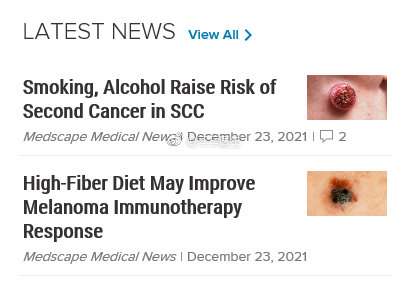 LATEST NEWS View All
Smoking, Alcohol Raise Risk of
Second Cancer in SCC
Medscape Medical News | December 23, 2021 | 2
High-Fiber Diet May Improve
Melanoma Immunotherapy
Response
Medscape Medical News | December 23, 2021